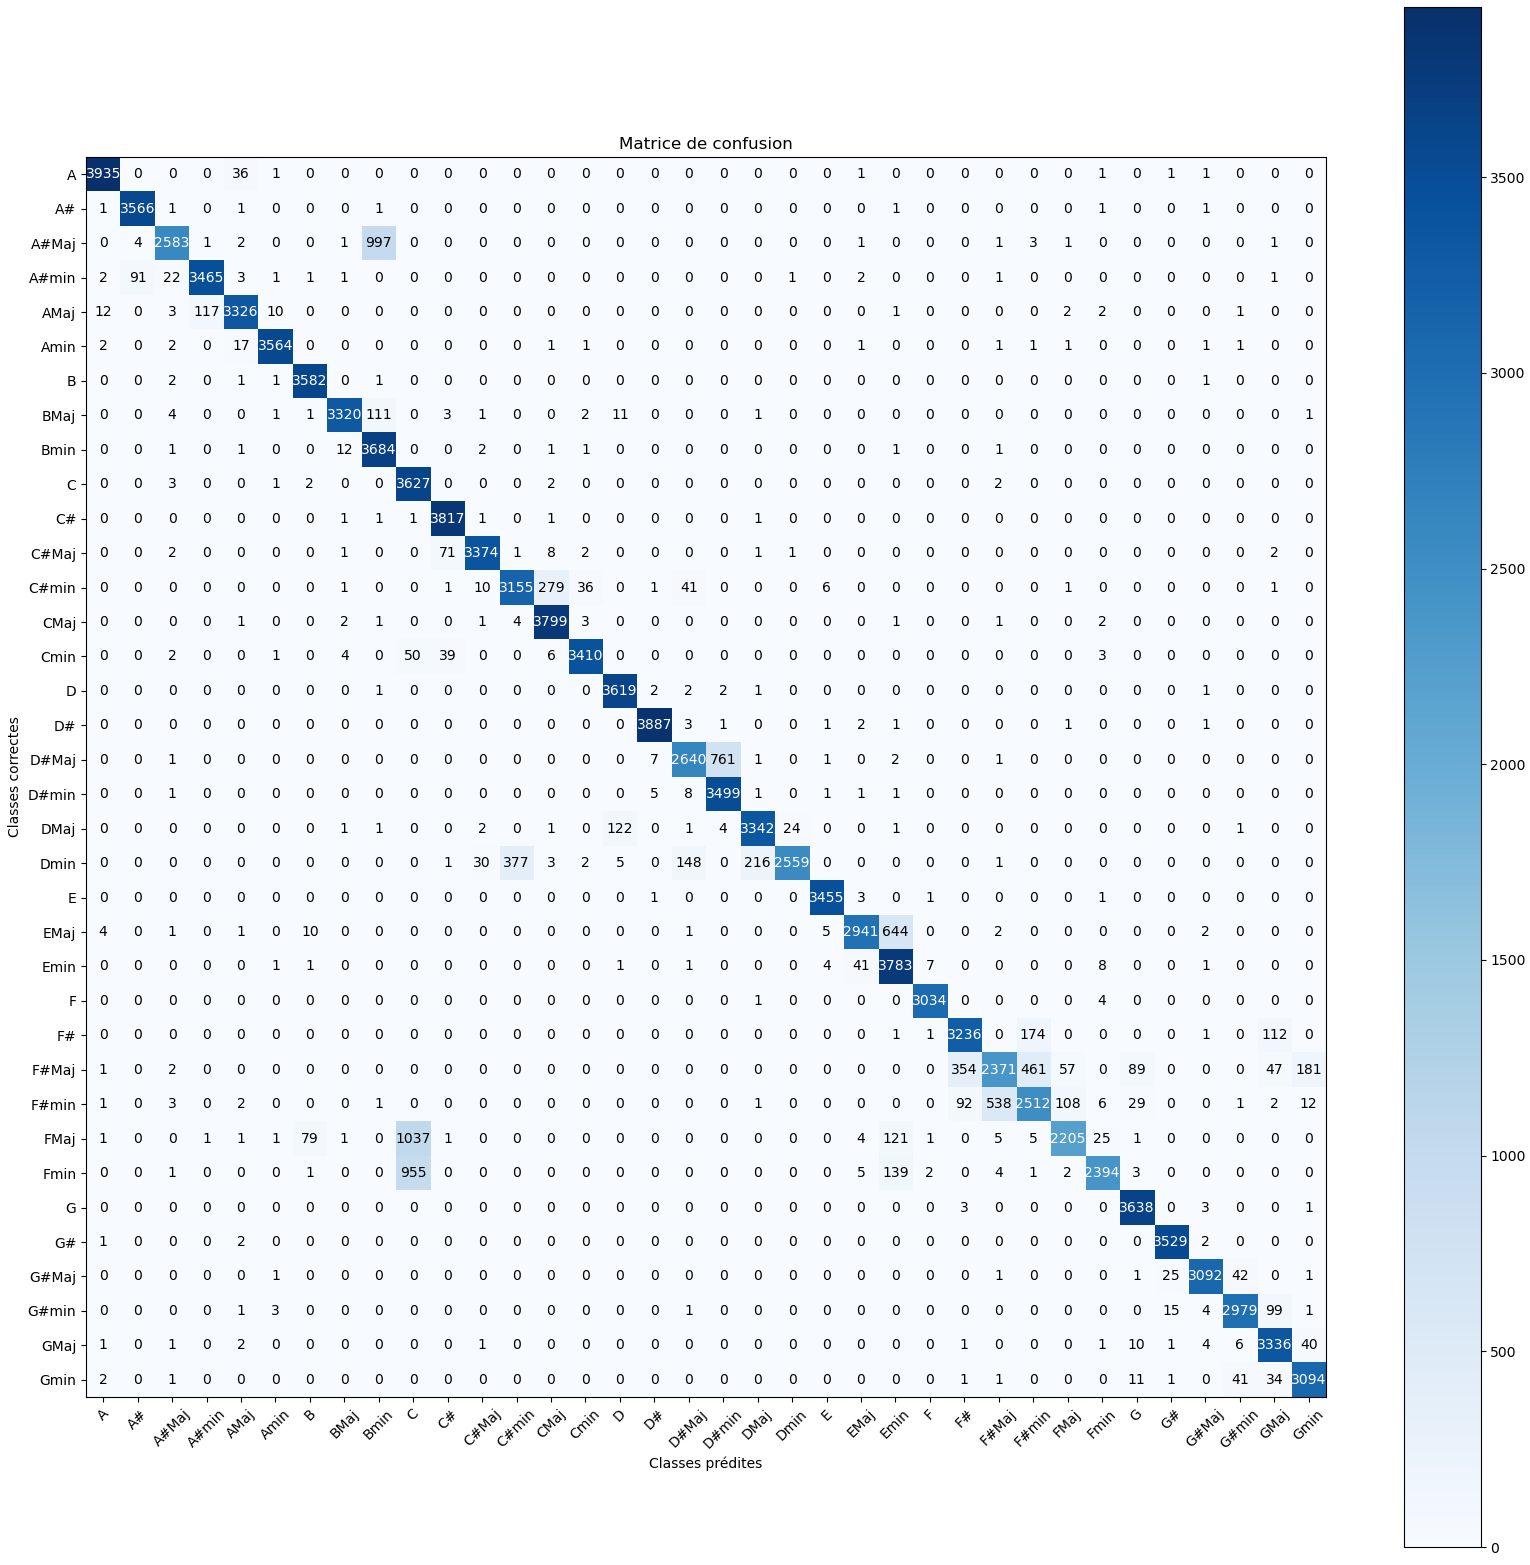 Matrice de confusion
A 3935 0 0 0 36 1 0 0 0 0 0 0 0 0 0 0 0 0 0 0 0 0 1 0 0 0 0 0 0 1 0 1 1 0 0 0
A# 1 3566 1 0 1 0 0 0 1 0 0 0 0 0 0 0 0 0 0 0 0 0 0 1 0 0 0 0 0 1 0 0 1 0 0 0
A#Maj 0 4 2583 1 2 0 0 1 997 0 0 0 0 0 0 0 0 0 0 0 0 0 1 0 0 0 1 3 1 0 0 0 0 0 1 0
A#min 2 91 22 3465 3 1 1 1 0 0 0 0 0 0 0 0 0 0 0 0 1 0 2 0 0 0 1 0 0 0 0 0 0 0 1 0
AMaj 12 0 3 117 3326 10 0 0 0 0 0 0 0 0 0 0 0 0 0 0 0 0 0 1 0 0 0 0 2 2 0 0 0 1 0 0
Amin 2 0 2 0 17 3564 0 0 0 0 0 0 0 1 1 0 0 0 0 0 0 0 1 0 0 0 1 1 1 0 0 0 1 1 0 0
B 0 0 2 0 1 1 3582 0 1 0 0 0 0 0 0 0 0 0 0 0 0 0 0 0 0 0 0 0 0 0 0 0 1 0 0 0
BMaj 0 0 4 0 0 1 1 3320 111 0 3 1 0 0 2 11 0 0 0 1 0 0 0 0 0 0 0 0 0 0 0 0 0 0 0 1
Bmin 0 0 1 0 1 0 0 12 3684 0 0 2 0 1 1 0 0 0 0 0 0 0 0 1 0 0 1 0 0 0 0 0 0 0 0 0
C 0 0 3 0 0 1 2 0 0 3627 0 0 0 2 0 0 0 0 0 0 0 0 0 0 0 0 2 0 0 0 0 0 0 0 0 0
C# 0 0 0 0 0 0 0 1 1 1 3817 1 0 1 0 0 0 0 0 1 0 0 0 0 0 0 0 0 0 0 0 0 0 0 0 0
C#Maj 0 0 2 0 0 0 0 1 0 0 71 3374 1 8 2 0 0 0 0 1 1 0 0 0 0 0 0 0 0 0 0 0 0 0 2 0
C#min 0 0 0 0 0 0 0 1 0 0 1 10 3155 279 36 0 1 41 0 0 0 6 0 0 0 0 0 0 1 0 0 0 0 0 1 0
CMaj 0 0 0 0 1 0 0 2 1 0 0 1 4 3799 3 0 0 0 0 0 0 0 0 1 0 0 1 0 0 2 0 0 0 0 0 0
Cmin 0 0 2 0 0 1 0 4 0 50 39 0 0 6 3410 0 0 0 0 0 0 0 0 0 0 0 0 0 0 3 0 0 0 0 0 0
D 0 0 0 0 0 0 0 0 1 0 0 0 0 0 0 3619 2 2 2 1 0 0 0 0 0 0 0 0 0 0 0 0 1 0 0 0
D# 0 0 0 0 0 0 0 0 0 0 0 0 0 0 0 0 3887 3 1 0 0 1 2 1 0 0 0 0 1 0 0 0 1 0 0 0
D#Maj 0 0 1 0 0 0 0 0 0 0 0 0 0 0 0 0 7 2640 761 1 0 1 0 2 0 0 1 0 0 0 0 0 0 0 0 0
D#min 0 0 1 0 0 0 0 0 0 0 0 0 0 0 0 0 5 8 3499 1 0 1 1 1 0 0 0 0 0 0 0 0 0 0 0 0
DMaj 0 0 0 0 0 0 0 1 1 0 0 2 0 1 0 122 0 1 4 3342 24 0 0 1 0 0 0 0 0 0 0 0 0 1 0 0
Dmin 0 0 0 0 0 0 0 0 0 0 1 30 377 3 2 5 0 148 0 216 2559 0 0 0 0 0 1 0 0 0 0 0 0 0 0 0
E 0 0 0 0 0 0 0 0 0 0 0 0 0 0 0 0 1 0 0 0 0 3455 3 0 1 0 0 0 0 1 0 0 0 0 0 0
EMaj 4 0 1 0 1 0 10 0 0 0 0 0 0 0 0 0 0 1 0 0 0 5 2941 644 0 0 2 0 0 0 0 0 2 0 0 0
Emin 0 0 0 0 0 1 1 0 0 0 0 0 0 0 0 1 0 1 0 0 0 4 41 3783 7 0 0 0 0 8 0 0 1 0 0 0
F 0 0 0 0 0 0 0 0 0 0 0 0 0 0 0 0 0 0 0 1 0 0 0 0 3034 0 0 0 0 4 0 0 0 0 0 0
F# 0 0 0 0 0 0 0 0 0 0 0 0 0 0 0 0 0 0 0 0 0 0 0 1 1 3236 0 174 0 0 0 0 1 0 112 0
F#Maj 1 0 2 0 0 0 0 0 0 0 0 0 0 0 0 0 0 0 0 0 0 0 0 0 0 354 2371 461 57 0 89 0 0 0 47 181
F#min 1 0 3 0 2 0 0 0 1 0 0 0 0 0 0 0 0 0 0 1 0 0 0 0 0 92 538 2512 108 6 29 0 0 1 2 12
FMaj 1 0 0 1 1 1 79 1 0 1037 1 0 0 0 0 0 0 0 0 0 0 0 4 121 1 0 5 5 2205 25 1 0 0 0 0 0
Fmin 0 0 1 0 0 0 1 0 0 955 0 0 0 0 0 0 0 0 0 0 0 0 5 139 2 0 4 1 2 2394 3 0 0 0 0 0
G 0 0 0 0 0 0 0 0 0 0 0 0 0 0 0 0 0 0 0 0 0 0 0 0 0 3 0 0 0 0 3638 0 3 0 0 1
G# 1 0 0 0 2 0 0 0 0 0 0 0 0 0 0 0 0 0 0 0 0 0 0 0 0 0 0 0 0 0 0 3529 2 0 0 0
G#Maj 0 0 0 0 0 1 0 0 0 0 0 0 0 0 0 0 0 0 0 0 0 0 0 0 0 0 1 0 0 0 1 25 3092 42 0 1
G#min 0 0 0 0 1 3 0 0 0 0 0 0 0 0 0 0 0 1 0 0 0 0 0 0 0 0 0 0 0 0 0 15 4 2979 99 1
GMaj 1 0 1 0 2 0 0 0 0 0 0 1 0 0 0 0 0 0 0 0 0 0 0 0 0 1 0 0 0 1 10 1 4 6 3336 40
Gmin 2 0 1 0 0 0 0 0 0 0 0 0 0 0 0 0 0 0 0 0 0 0 0 0 0 1 1 0 0 0 11 1 0 41 34 3094
A A# A#Maj A#min AMaj Amin B BMaj Bmin C C# C#Maj C#min CMaj Cmin D D# D#Maj D#min DMaj Dmin E EMaj Emin F F# F#Maj F#min FMaj Fmin G G# G#Maj G#min GMaj Gmin
Classes prédites
Classes correctes
3500
3000
2500
2000
1500
1000
500
0